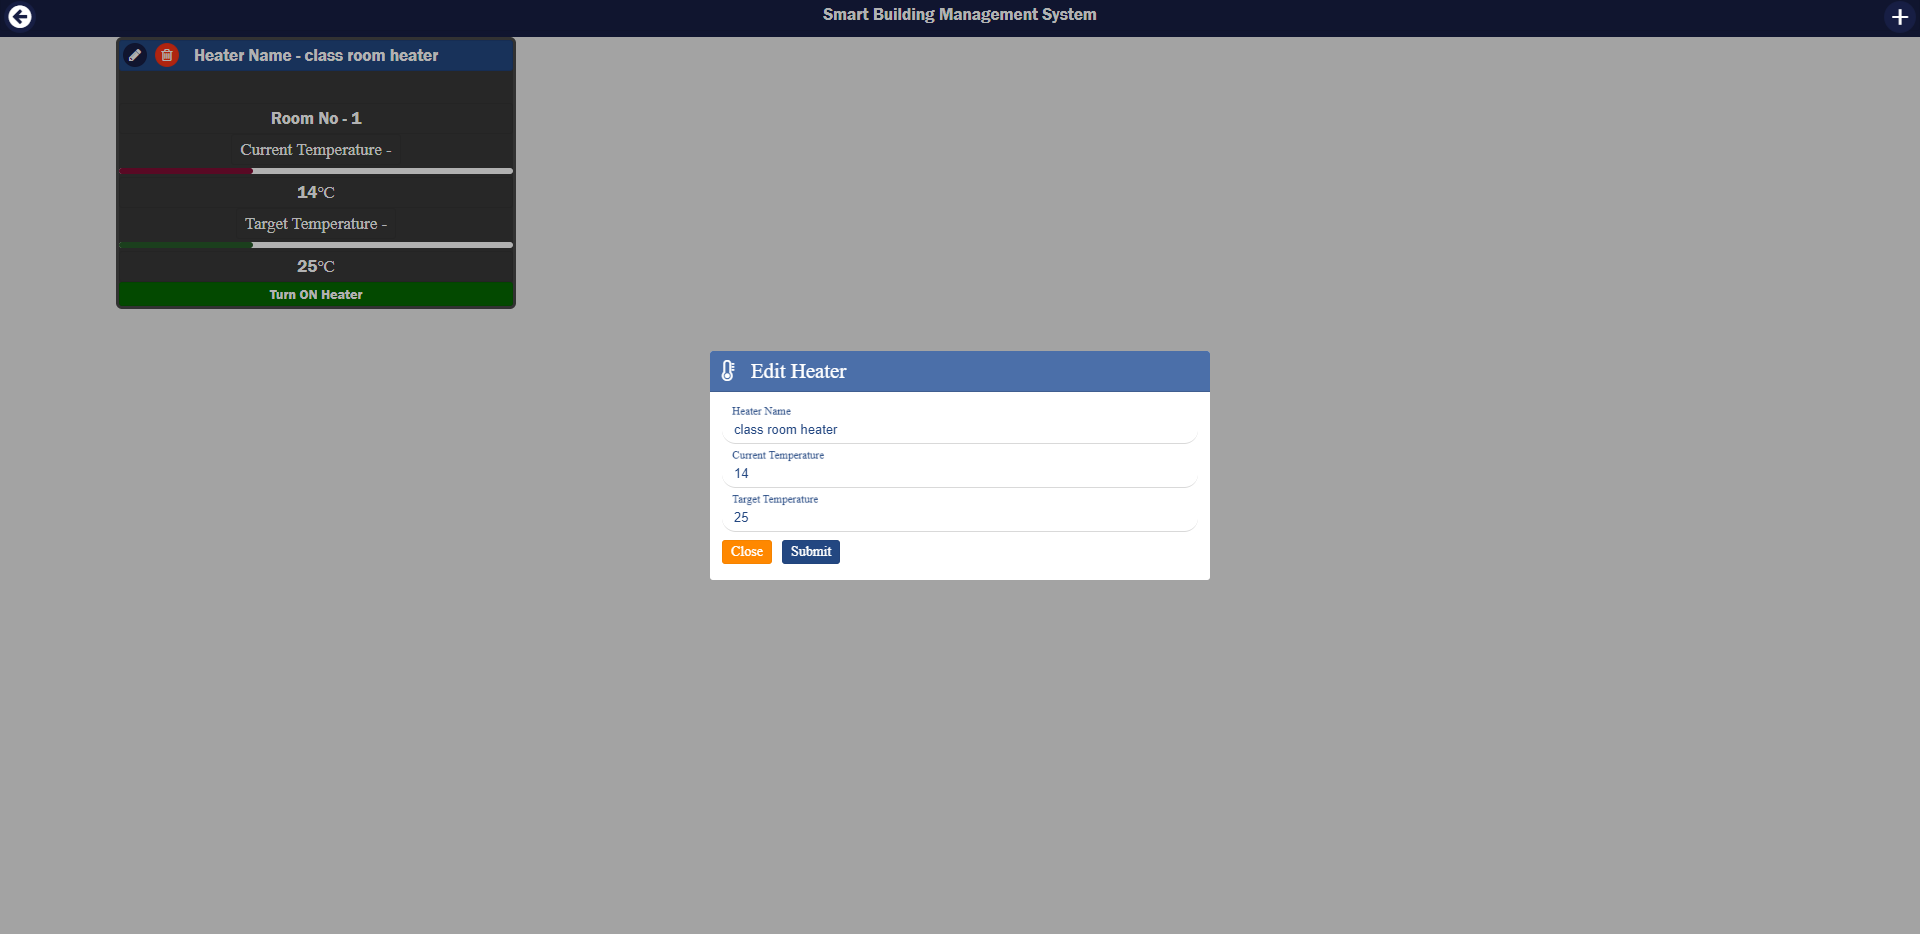 Smart Building Management System
Heater Name - class room heater
Room No - 1
Current Temperature -
14°C
Target Temperature -
25°C
Turn ON Heater
Edit Heater
Heater Name
class room heater
Current Temperature
14
Target Temperature
25
Close Submit